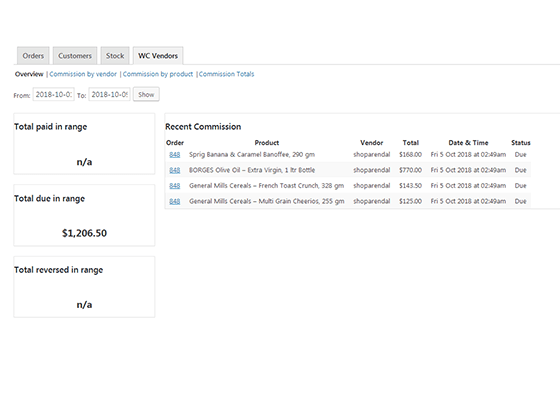 Orders Customers Stock WC Vendors
Overview | Commission by vendor | Commission by product | Commission Totals
From: 2018-10-0 To: 2018-10-0 Show
Total paid in range
n/a
Total due in range
$1,206.50
Total reversed in range
n/a
Recent Commission
Order Product Vendor Total Date & Time Status
848 Sprig Banana & Caramel Banoffee, 290 gm shoparendal $168.00 Fri 5 Oct 2018 at 02:49am Due
848 BORGES Olive Oil – Extra Virgin, 1 ltr Bottle shoparendal $770.00 Fri 5 Oct 2018 at 02:49am Due
848 General Mills Cereals – French Toast Crunch, 328 gm shoparendal $143.50 Fri 5 Oct 2018 at 02:49am Due
848 General Mills Cereals – Multi Grain Cheerios, 255 gm shoparendal $125.00 Fri 5 Oct 2018 at 02:49am Due